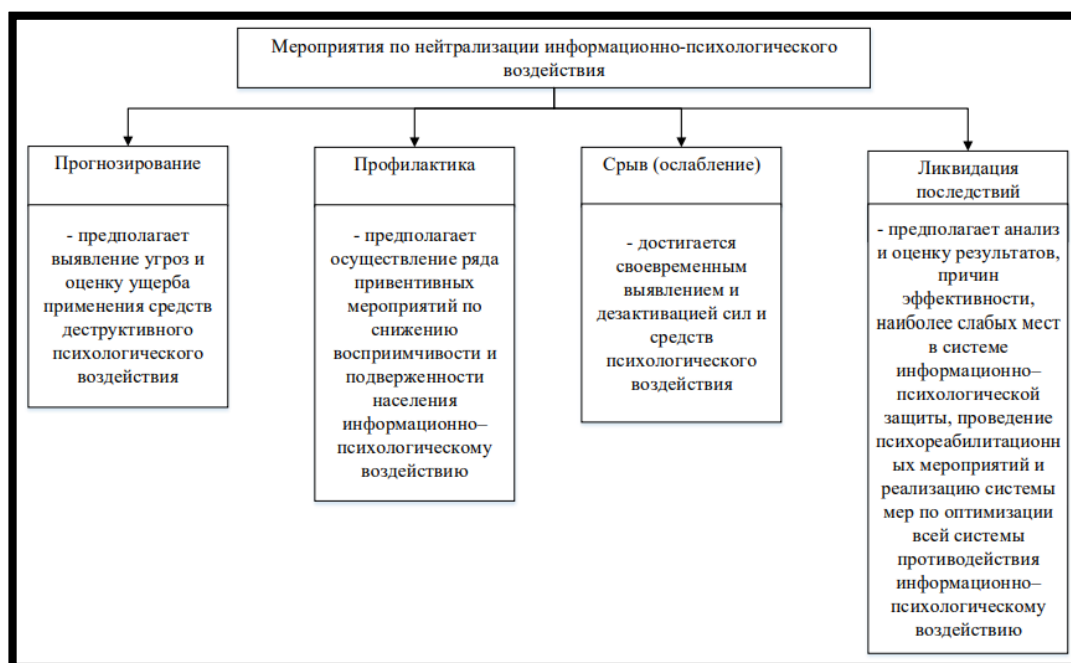 Мероприятия по нейтрализации информационно-психологического
воздействия
Прогнозирование
- предполагает
выявление угроз и
оценку ущерба
применения средств
деструктивного
психологического
воздействия
Профилактика
- предполагает
осуществление ряда
привентивных
мероприятий по
снижению
восприимчивости и
подверженности
населения
информационно–
психологическому
воздействию
Срыв (ослабление)
- достигается
своевременным
выявлением и
дезактивацией сил и
средств
психологического
воздействия
Ликвидация
последствий
- предполагает анализ
и оценку результатов,
причин
эффективности,
наиболее слабых мест
в системе
информационно–
психологической
защиты, проведение
психореабилитационн
ых мероприятий и
реализацию системы
мер по оптимизации
всей системы
противодействия
информационно–
психологическому
воздействию